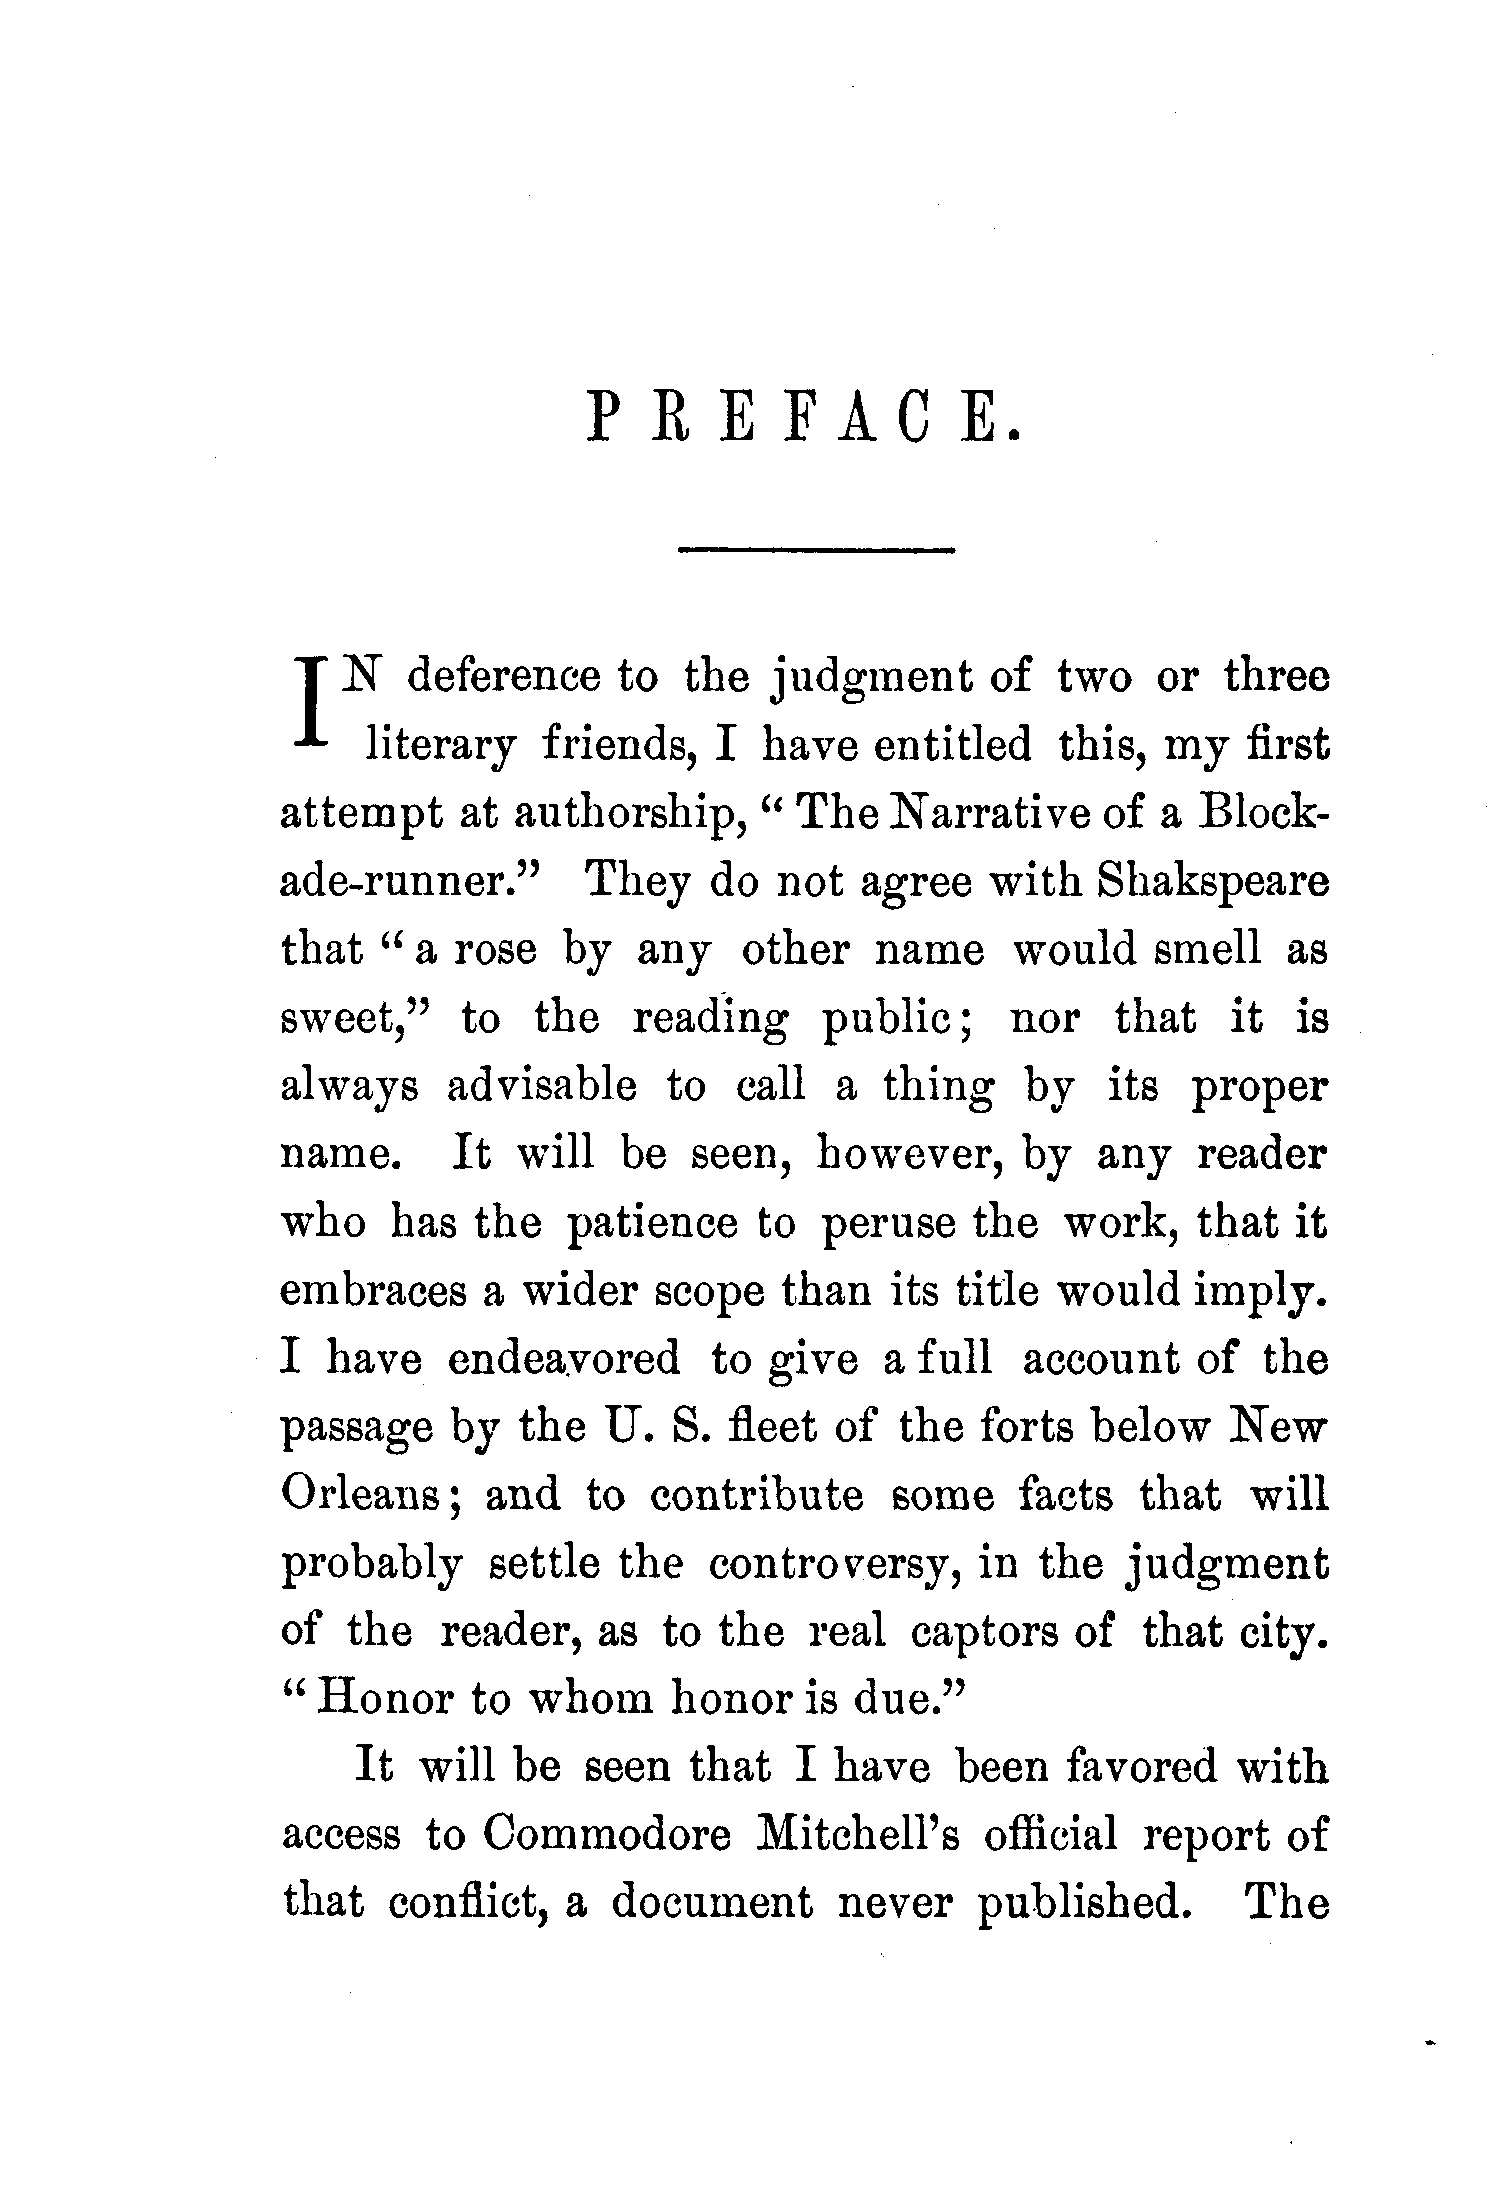 PREFACE.
IN deference to the judgment of two or three
literary friends, I have entitled this, my first
attempt at authorship, “The Narrative of a Block-
ade-runner.” They do not agree with Shakspeare
that “a rose by any other name would smell as
sweet,” to the reading public; nor that it is
always advisable to call a thing by its proper
name. It will be seen, however, by any reader
who has the patience to peruse the work, that it
embraces a wider scope than its title would imply.
I have endeavored to give a full account of the
passage by the U. S. fleet of the forts below New
Orleans; and to contribute some facts that will
probably settle the controversy, in the judgment
of the reader, as to the real captors of that city.
“Honor to whom honor is due.”
It will be seen that I have been favored with
access to Commodore Mitchell’s official report of
that conflict, a document never published. The